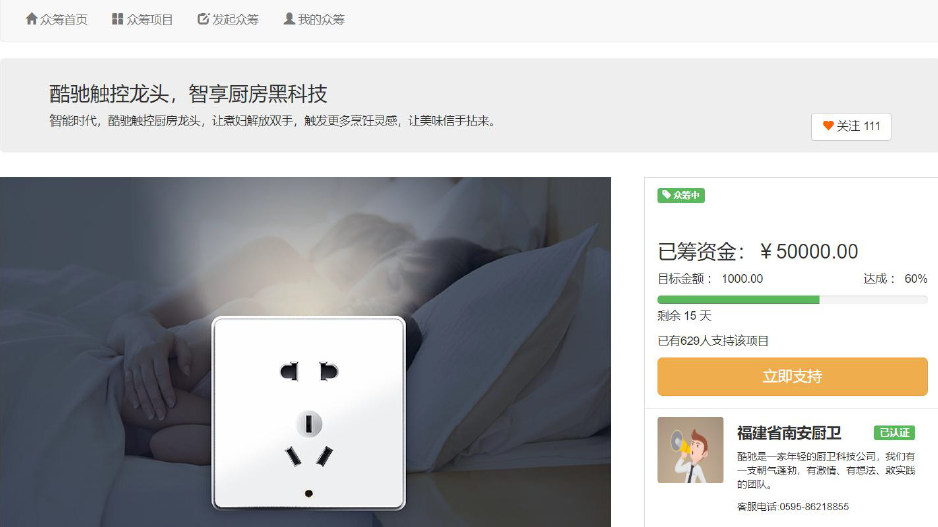 众筹首页 众筹项目 发起众筹 我的众筹
酷驰触控龙头，智享厨房黑科技
智能时代，酷驰触控厨房龙头，让煮妇解放双手，触发更多烹饪灵感，让美味信手拈来。
关注 111
众筹中
已筹资金：￥50000.00
目标金额 ： 1000.00 达成 ： 60%
剩余 15 天
已有629人支持该项目
立即支持
福建省南安厨卫 已认证
酷驰是一家年轻的厨卫科技公司，我们有
一支朝气蓬勃，有激情、有想法、敢实践
的团队。
客服电话:0595-86218855